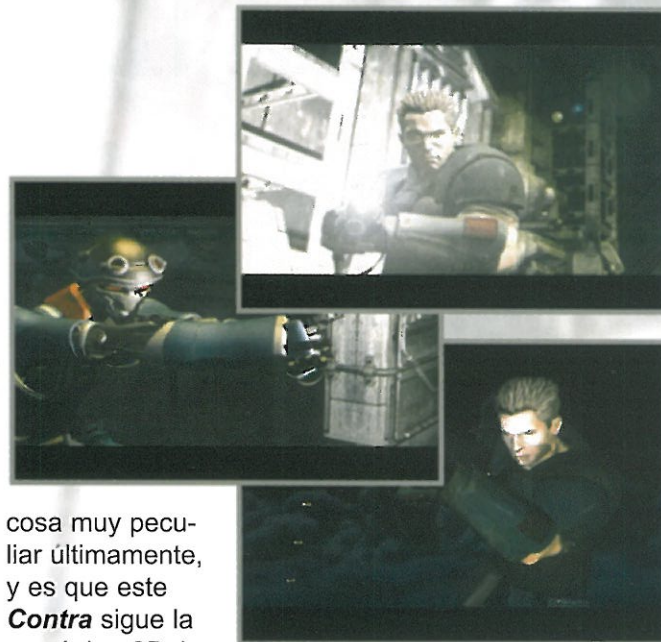 cosa muy pecu-
liar últimamente,
y es que este
Contra sigue la